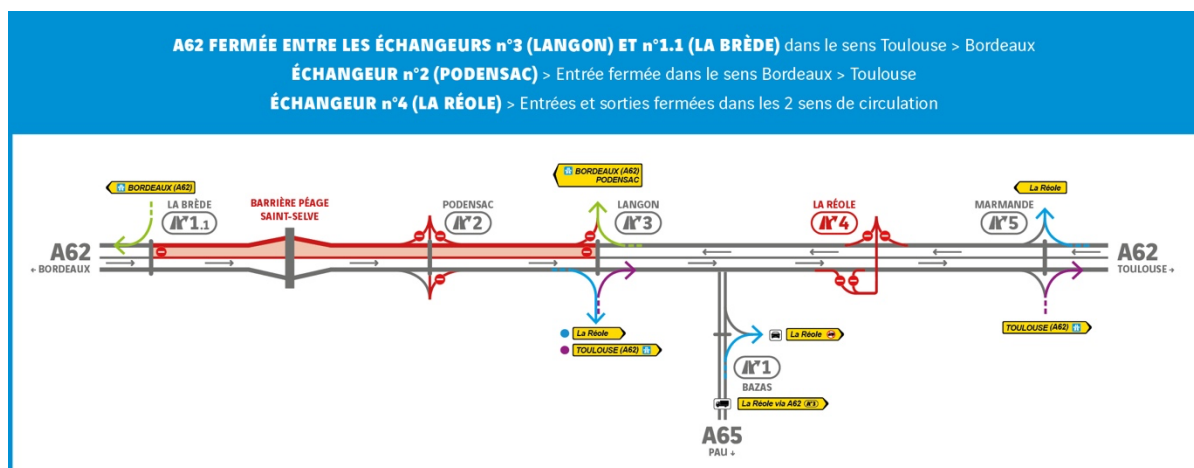 A62 FERMÉE ENTRE LES ÉCHANGEURS n°3 (LANGON) ET n°1.1 (LA BRÈDE) dans le sens Toulouse > Bordeaux
ÉCHANGEUR n°2 (PODENSAC) > Entrée fermée dans le sens Bordeaux > Toulouse
ÉCHANGEUR n°4 (LA RÉOLE) > Entrées et sorties fermées dans les 2 sens de circulation
BORDEAUX (A62)
LA BRÈDE
1.1
BARRIÈRE PÉAGE
SAINT-SELVE
PODENSAC
2
BORDEAUX (A62)
PODENSAC
LANGON
3
LA RÉOLE
4
La Réole
MARMANDE
5
A62
← BORDEAUX
A62
TOULOUSE →
La Réole
TOULOUSE (A62)
La Réole
TOULOUSE (A62)
1
BAZAS
La Réole via A62
A65
PAU ↓